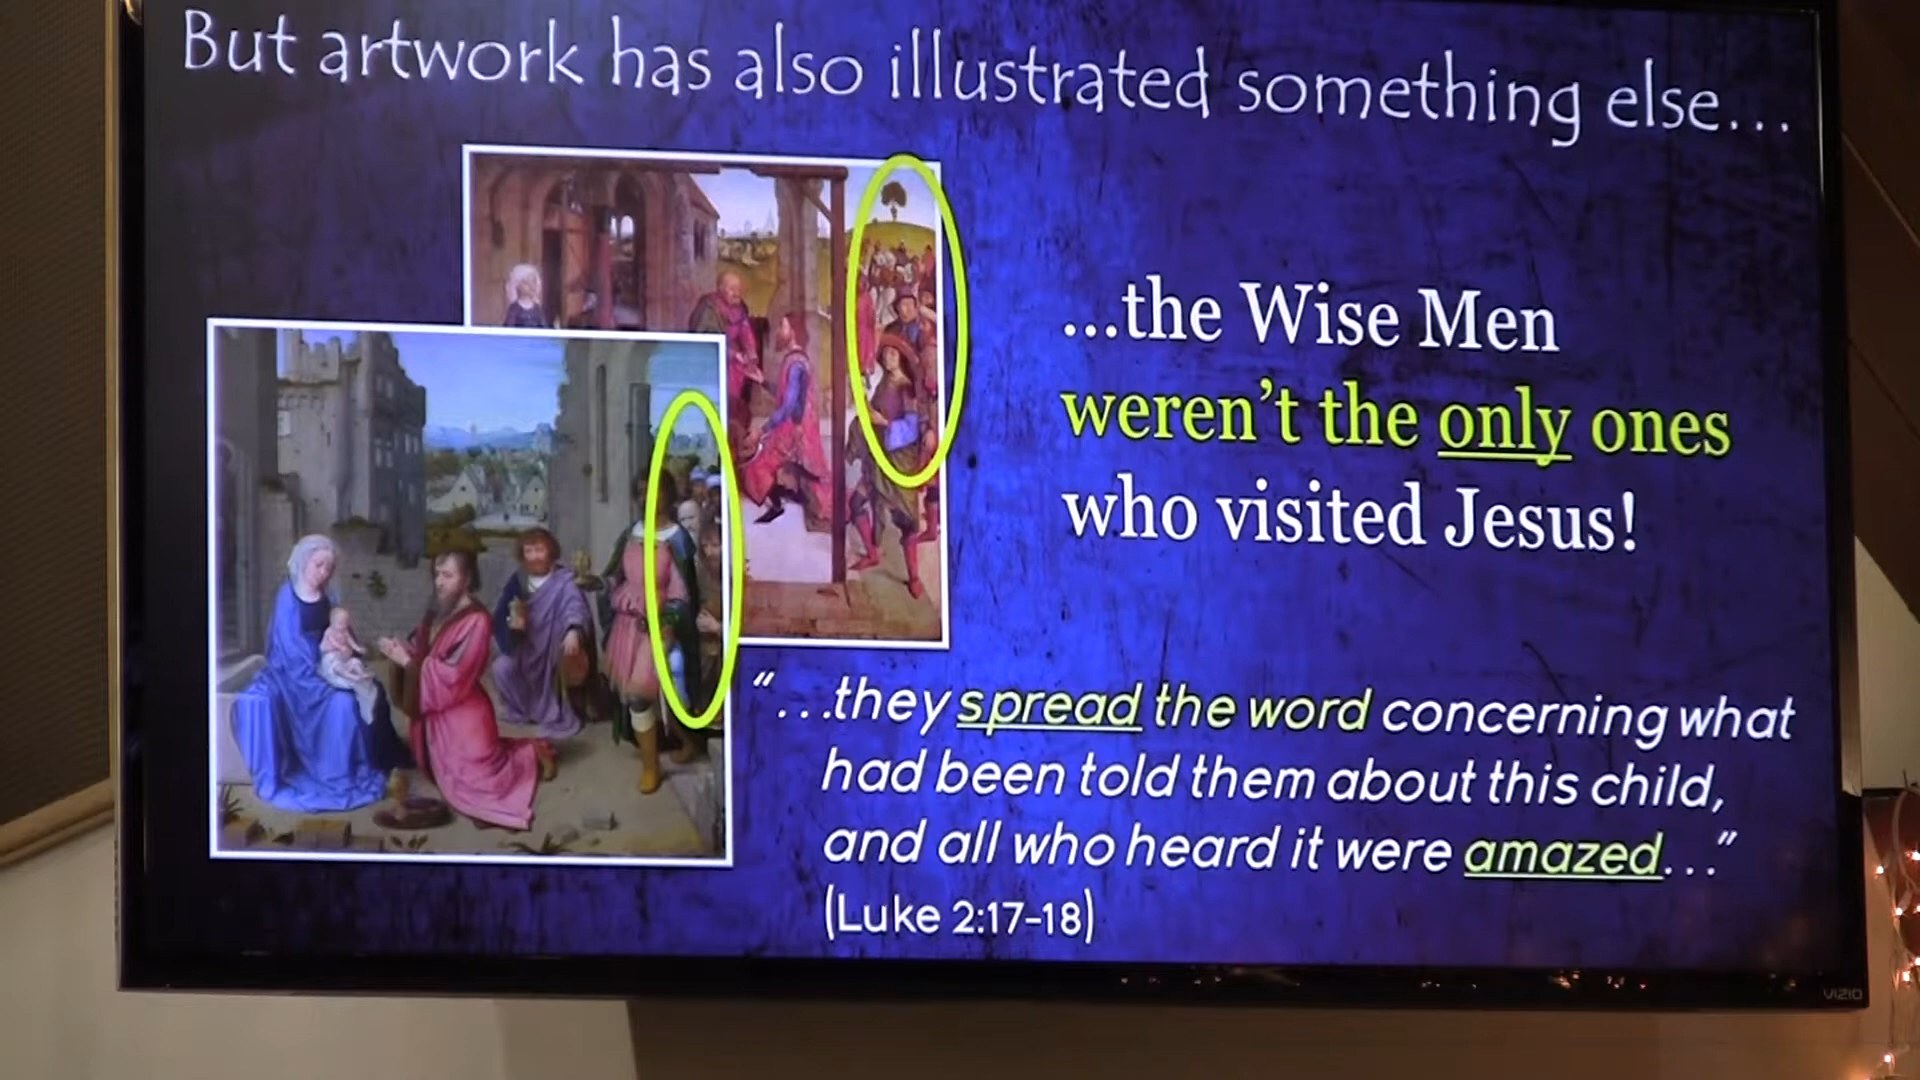 But artwork has also illustrated something else...
...the Wise Men
weren't the only ones
who visited Jesus!
“...they spread the word concerning what
had been told them about this child,
and all who heard it were amazed...”
(Luke 2:17-18)
VIZIO